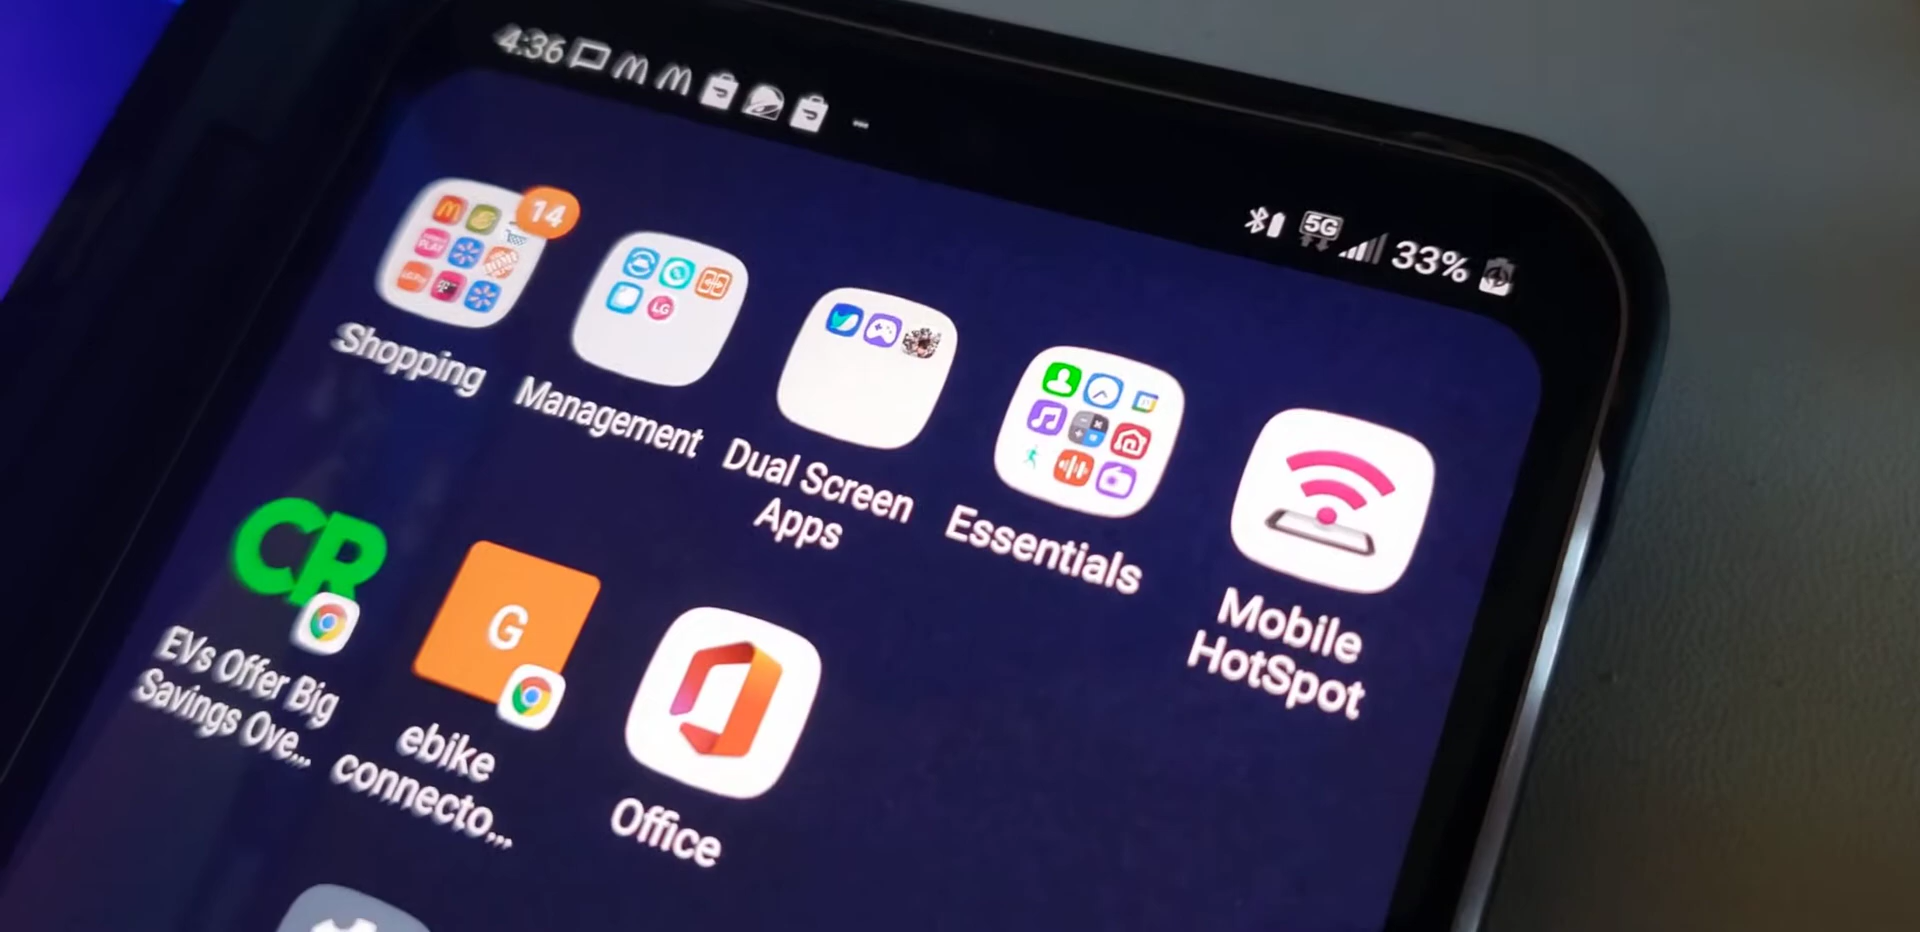 4:36
5G
33%
14
Shopping
Management
LG
Dual Screen
Apps
Essentials
Mobile
HotSpot
CR
EVs Offer Big
Savings Ove...
G
ebike
connecto...
Office